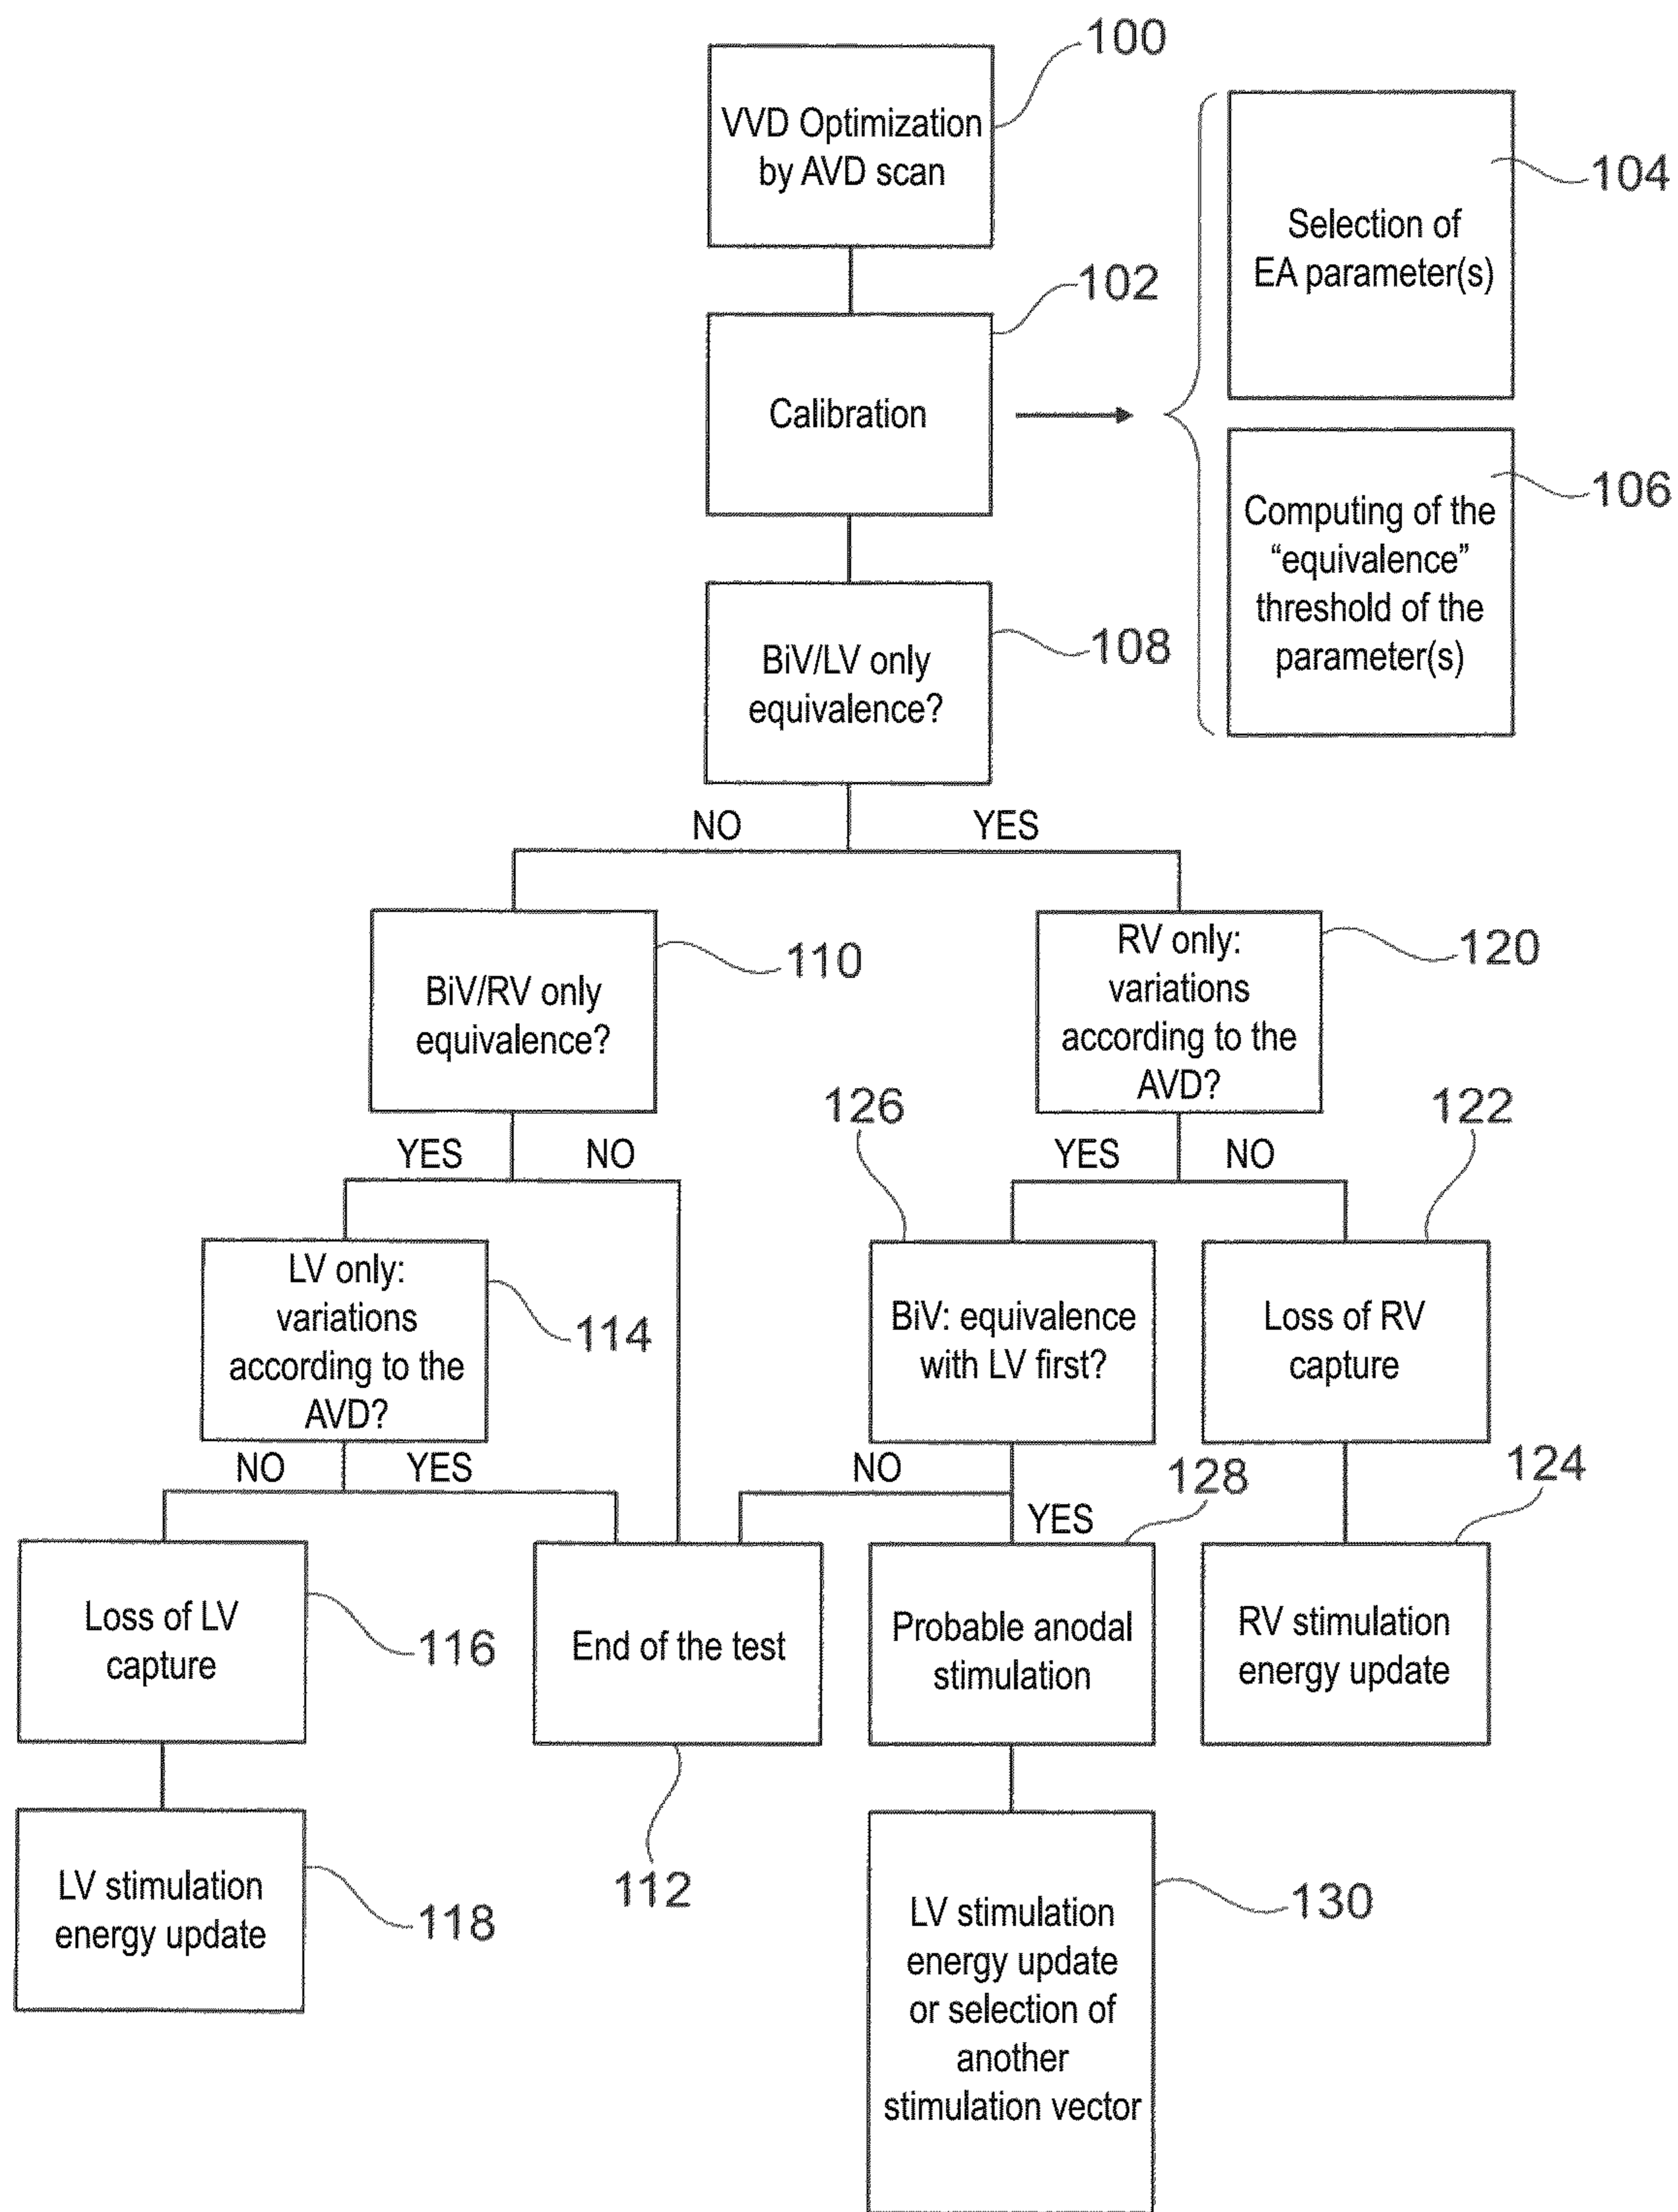 100
VVD Optimization
by AVD scan
102
Calibration
104
Selection of
EA parameter(s)
106
Computing of the
“equivalence”
threshold of the
parameter(s)
108
BiV/LV only
equivalence?
NO
YES
110
BiV/RV only
equivalence?
120
RV only:
variations
according to the
AVD?
YES
NO
126
YES
NO
122
114
LV only:
variations
according to the
AVD?
BiV: equivalence
with LV first?
Loss of RV
capture
NO
YES
NO
YES
128
124
116
Loss of LV
capture
End of the test
112
Probable anodal
stimulation
RV stimulation
energy update
118
LV stimulation
energy update
130
LV stimulation
energy update
or selection of
another
stimulation vector